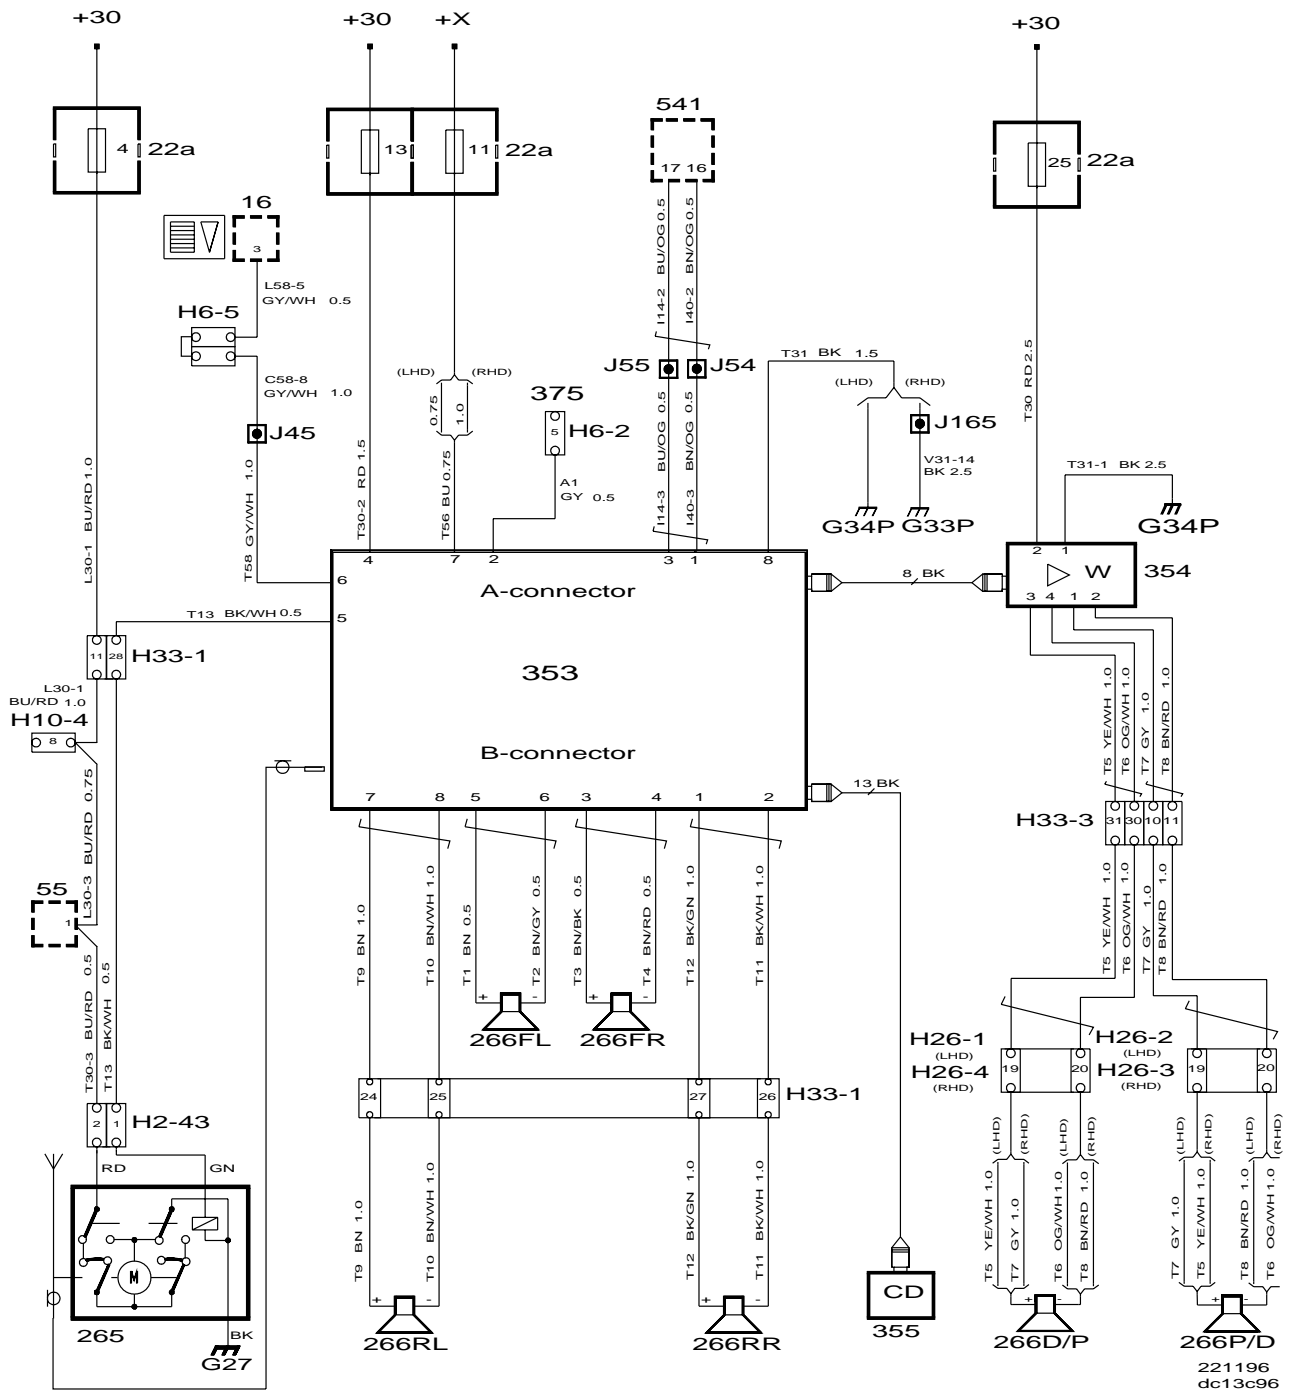 +30
+30
+X
+30
4
22a
13
11
22a
541
17 16
25
22a
16
3
L58-5
GY/WH 0.5
H6-5
C58-8
GY/WH 1.0
J45
T58 GY/WH 1.0
L30-1 BU/RD 1.0
T30-2 RD 1.5
(LHD)
(RHD)
0.75
1.0
T56 BU 0.75
375
5
H6-2
A1
GY 0.5
I14-2 BU/OG 0.5
I40-2 BN/OG 0.5
J55
J54
I14-3 BU/OG 0.5
I40-3 BN/OG 0.5
T31 BK 1.5
(LHD)
(RHD)
J165
V31-14
BK 2.5
G34P
G33P
T30 RD 2.5
T31-1 BK 2.5
G34P
4
7
2
3
1
8
6
5
A-connector
353
B-connector
8 BK
2
1
W
354
3 4 1 2
T13 BK/WH 0.5
11
28
H33-1
L30-1
BU/RD 1.0
H10-4
8
L30-3 BU/RD 0.75
55
1
T30-3 BU/RD 0.5
T13 BK/WH 0.5
13 BK
7
8
5
6
3
4
1
2
T9 BN 1.0
T10 BN/WH 1.0
T1 BN 0.5
T2 BN/GY 0.5
T3 BN/BK 0.5
T4 BN/RD 0.5
T12 BK/GN 1.0
T11 BK/WH 1.0
+
-
+
-
266FL
266FR
T5 YE/WH 1.0
T6 OG/WH 1.0
T7 GY 1.0
T8 BN/RD 1.0
H33-3
31
30
10
11
T5 YE/WH 1.0
T6 OG/WH 1.0
T7 GY 1.0
T8 BN/RD 1.0
H26-1
(LHD)
H26-4
(RHD)
19
20
H26-2
(LHD)
H26-3
(RHD)
19
20
24
25
27
26
H33-1
2
1
H2-43
RD
GN
M
265
BK
G27
T9 BN 1.0
T10 BN/WH 1.0
T12 BK/GN 1.0
T11 BK/WH 1.0
+
-
266RL
+
-
266RR
CD
355
(LHD)
(RHD)
(LHD)
(RHD)
(LHD)
(RHD)
(LHD)
(RHD)
T5 YE/WH 1.0
T7 GY 1.0
T6 OG/WH 1.0
T8 BN/RD 1.0
T7 GY 1.0
T5 YE/WH 1.0
T8 BN/RD 1.0
T6 OG/WH 1.0
+
-
+
-
266D/P
266P/D
221196
dc13c96